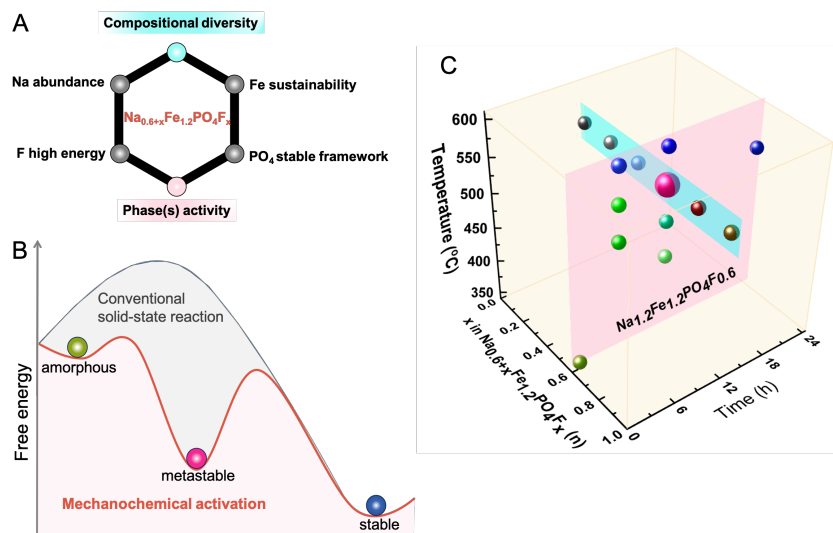 A
Compositional diversity
Na abundance
Fe sustainability
Na0.6+xFe1.2PO4Fx
F high energy
PO4 stable framework
Phase(s) activity
B
Free energy
Conventional
solid-state reaction
amorphous
metastable
Mechanochemical activation
stable
C
Temperature (ºC)
600
550
500
450
400
350
0.0
0.2
0.4
0.6
0.8
1.0
x in Na0.6+xFe1.2PO4Fx (n)
Na1.2Fe1.2PO4F0.6
0
6
12
18
24
Time (h)